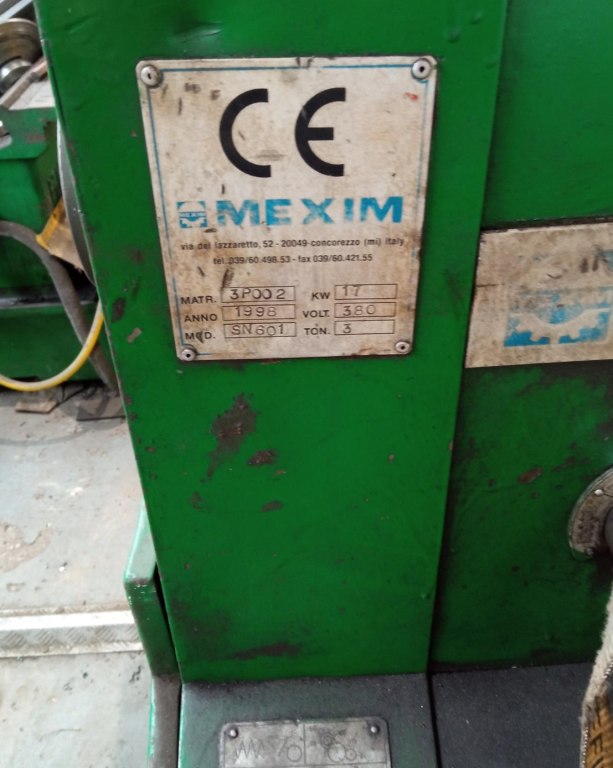 CE
MEXIM
via del lazzaretto, 52 - 20049-concorezzo (mi) italy
tel. 039/60.498.53 - fax 039/60.421.55
MATR. 3P002 KW 17
ANNO 1998 VOLT. 380
MOD. SN601 TON. 3